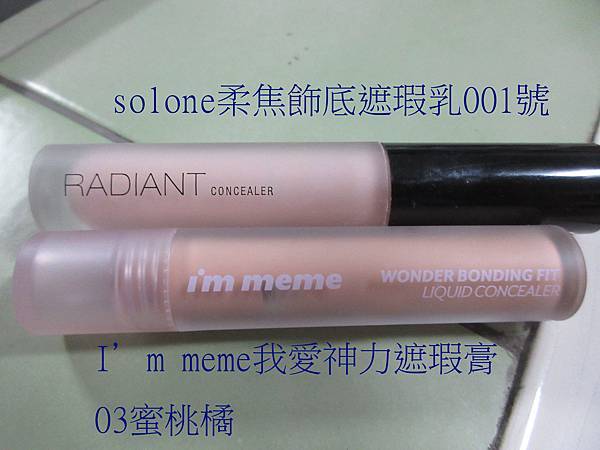 solone柔焦飾底遮瑕乳001號
RADIANT CONCEALER
i'm meme WONDER BONDING FIT
LIQUID CONCEALER
I’m meme我愛神力遮瑕膏
03蜜桃橘